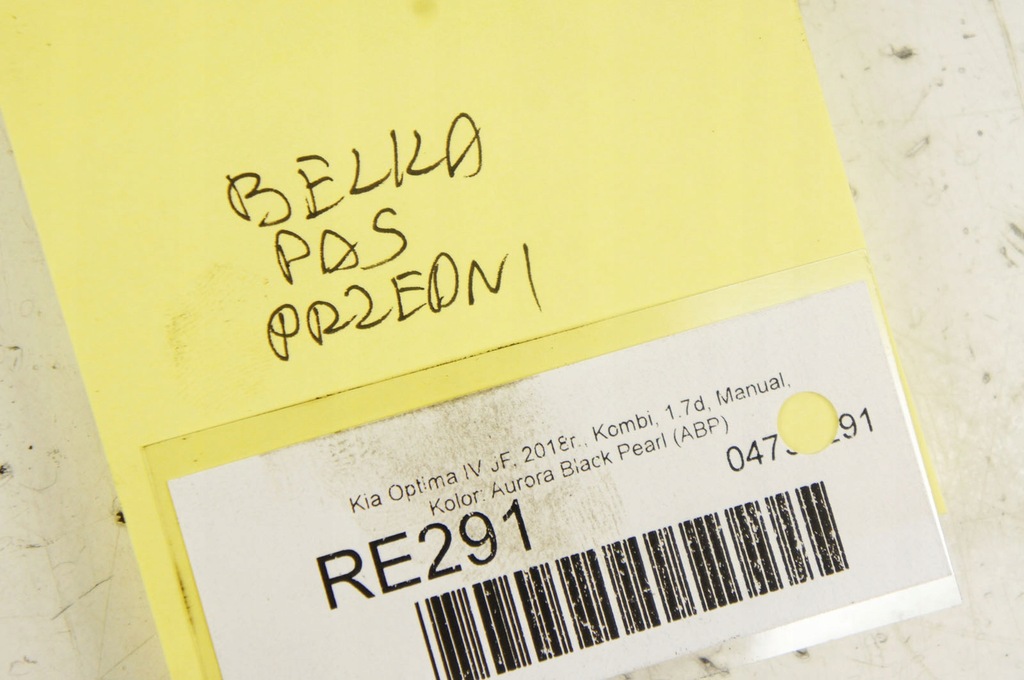 BELKA
PAS
PRZEDNI
Kia Optima IV JF, 2018r., Kombi, 1.7d, Manual,
Kolor: Aurora Black Pearl (ABP)
RE291